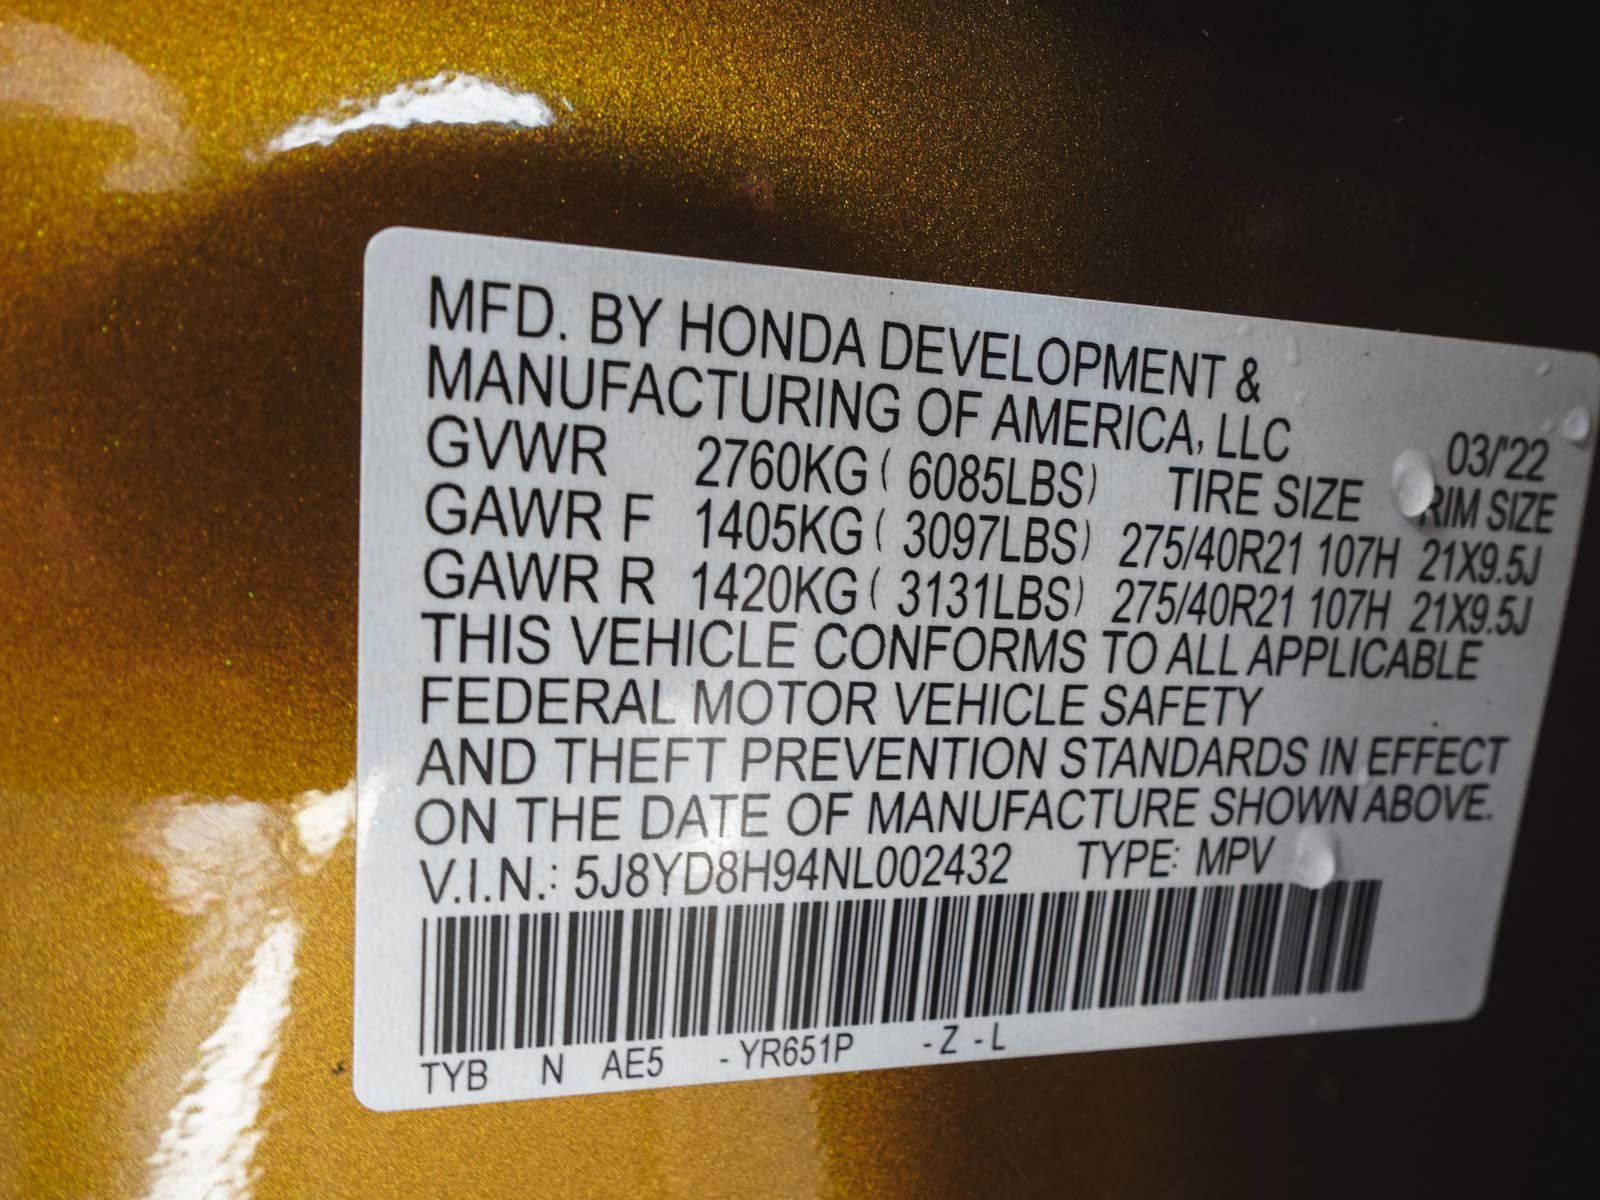 MFD. BY HONDA DEVELOPMENT &
MANUFACTURING OF AMERICA, LLC 03/'22
GVWR 2760KG ( 6085LBS) TIRE SIZE RIM SIZE
GAWR F 1405KG ( 3097LBS) 275/40R21 107H 21X9.5J
GAWR R 1420KG ( 3131LBS) 275/40R21 107H 21X9.5J
THIS VEHICLE CONFORMS TO ALL APPLICABLE
FEDERAL MOTOR VEHICLE SAFETY
AND THEFT PREVENTION STANDARDS IN EFFECT
ON THE DATE OF MANUFACTURE SHOWN ABOVE.
V.I.N.: 5J8YD8H94NL002432 TYPE: MPV
TYB N AE5 - YR651P - Z - L